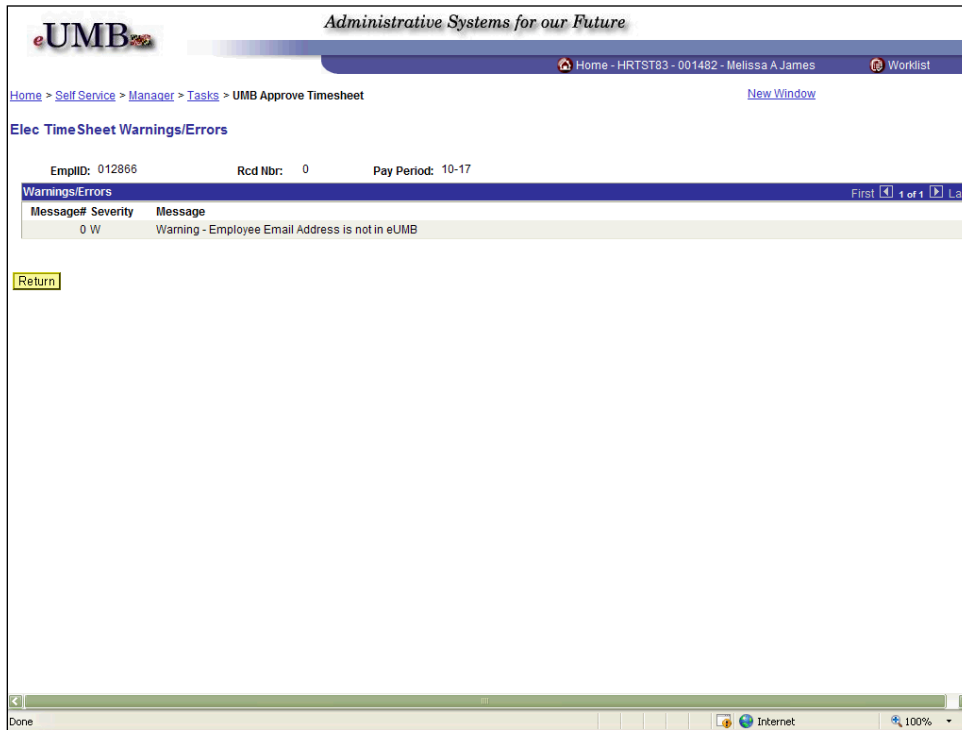 Administrative Systems for our Future
eUMB
Home - HRTST83 - 001482 - Melissa A James Worklist
Home > Self Service > Manager > Tasks > UMB Approve Timesheet New Window
Elec TimeSheet Warnings/Errors
EmplID: 012866 Rcd Nbr: 0 Pay Period: 10-17
Warnings/Errors First 1 of 1 La
Message# Severity Message
0 W Warning - Employee Email Address is not in eUMB
Return
Done Internet 100%